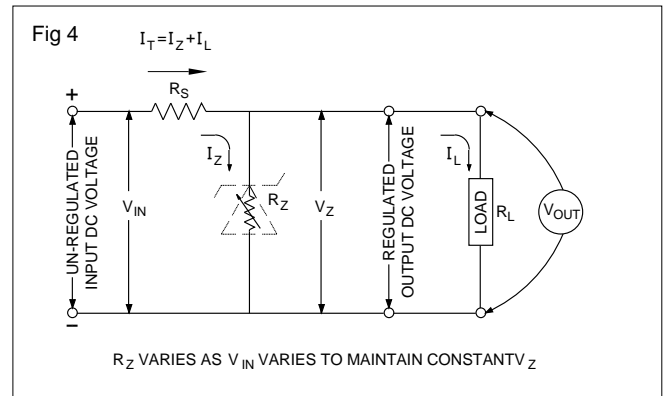 Fig 4
I_T=I_Z+I_L
R_S
+
I_Z
I_L
UN-REGULATED
INPUT DC VOLTAGE
V_IN
R_Z
V_Z
REGULATED
OUTPUT DC VOLTAGE
LOAD
R_L
V_OUT
–
R_Z VARIES AS V_IN VARIES TO MAINTAIN CONSTANTV_Z